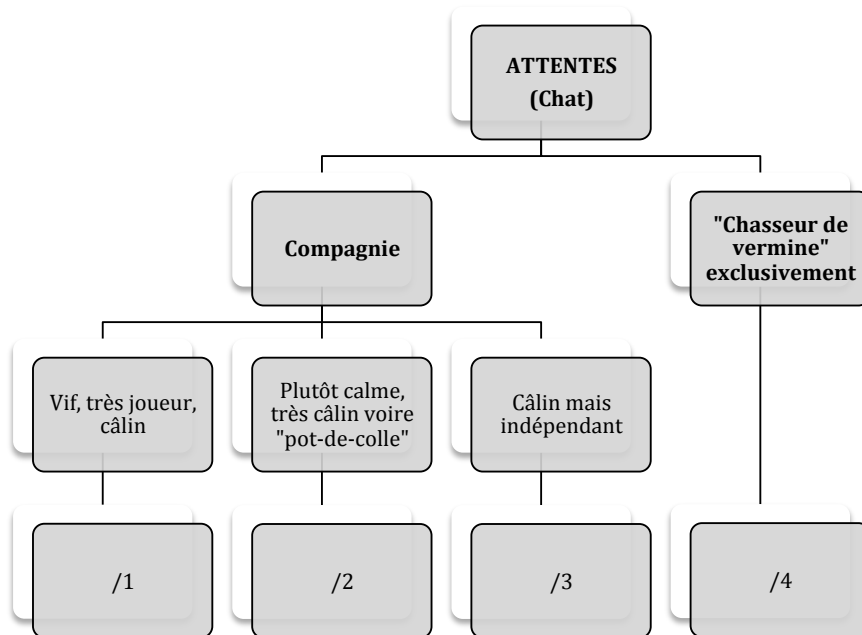 ATTENTES
(Chat)
Compagnie
"Chasseur de
vermine"
exclusivement
Vif, très joueur,
câlin
Plutôt calme,
très câlin voire
"pot-de-colle"
Câlin mais
indépendant
/1
/2
/3
/4